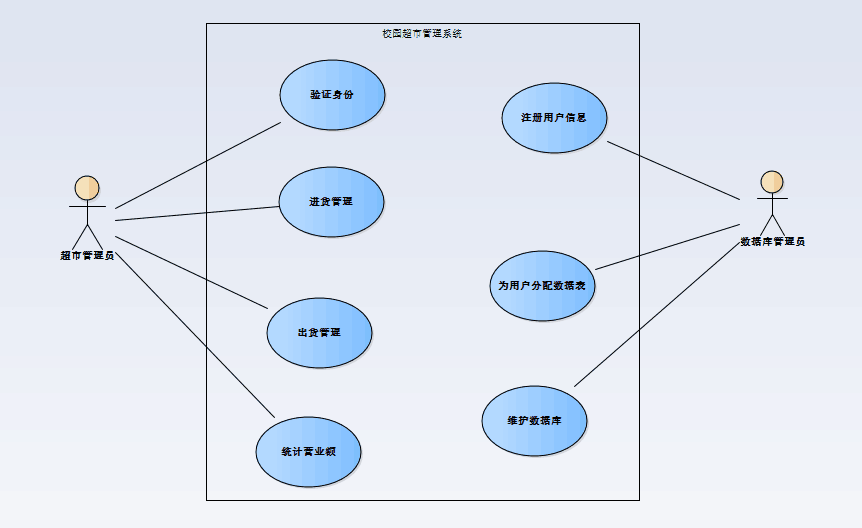 校园超市管理系统
验证身份
注册用户信息
进货管理
超市管理员
数据库管理员
为用户分配数据表
出货管理
维护数据库
统计营业额